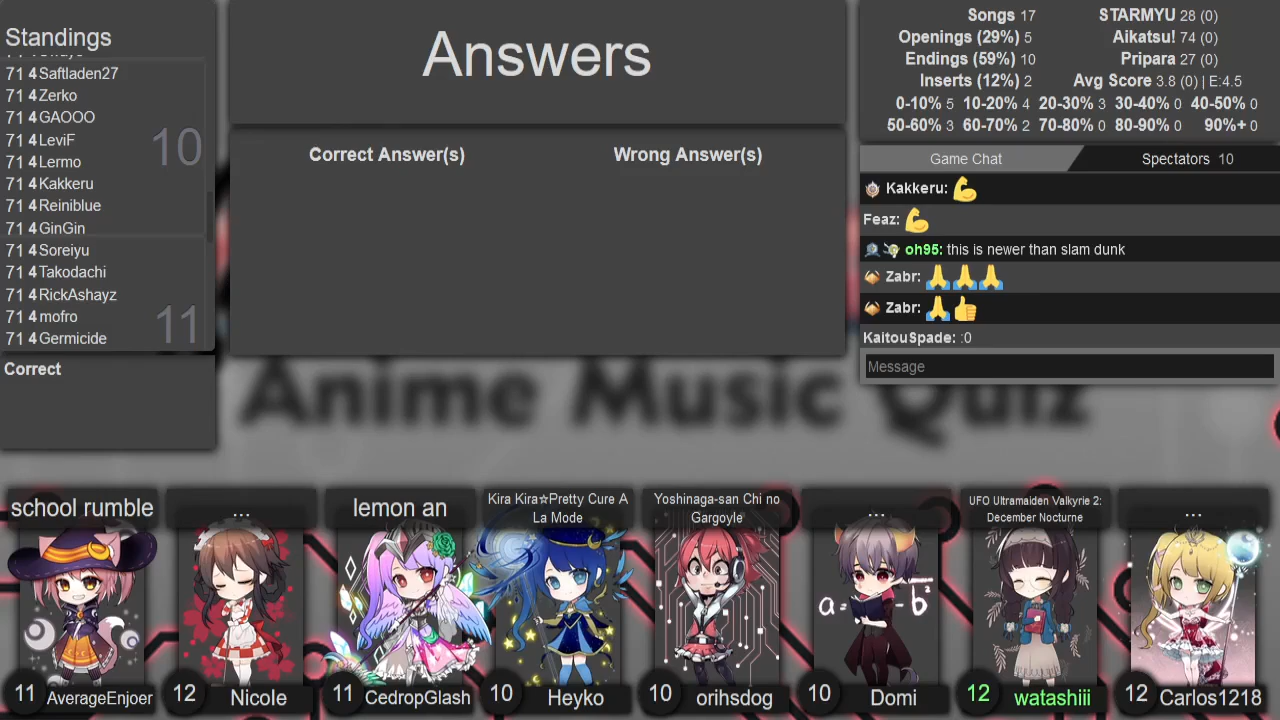 Standings
71 4 Saftladen27
71 4 Zerko
71 4 GAOOO
71 4 LeviF
10
71 4 Lermo
71 4 Kakkeru
71 4 Reiniblue
71 4 GinGin
71 4 Soreiyu
71 4 Takodachi
71 4 RickAshayz
71 4 mofro
11
71 4 Germicide
Correct
Answers
Correct Answer(s) Wrong Answer(s)
Songs 17 STARMYU 28 (0)
Openings (29%) 5 Aikatsu! 74 (0)
Endings (59%) 10 Pripara 27 (0)
Inserts (12%) 2 Avg Score 3.8 (0) | E:4.5
0-10% 5 10-20% 4 20-30% 3 30-40% 0 40-50% 0
50-60% 3 60-70% 2 70-80% 0 80-90% 0 90%+ 0
Game Chat Spectators 10
Kakkeru: 💪
Feaz: 💪
oh95: this is newer than slam dunk
Zabr: 🙏🙏🙏
Zabr: 🙏👍
KaitouSpade: :0
Message
Anime Music Quiz
school rumble
...
lemon an
Kira Kira☆Pretty Cure A
La Mode
Yoshinaga-san Chi no
Gargoyle
...
UFO Ultramaiden Valkyrie 2:
December Nocturne
...
a= -b²
11 AverageEnjoer
12 Nicole
11 CedropGlash
10 Heyko
10 orihsdog
10 Domi
12 watashiii
12 Carlos1218